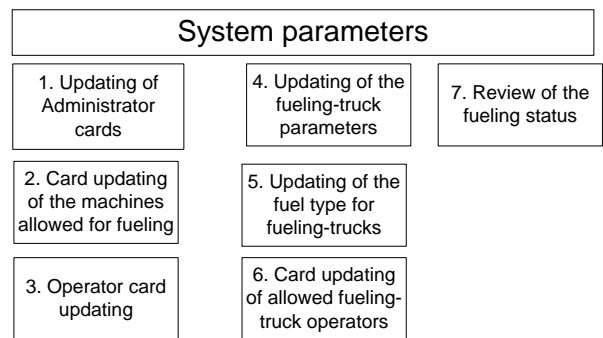 System parameters
1. Updating of
Administrator
cards
2. Card updating
of the machines
allowed for fueling
3. Operator card
updating
4. Updating of the
fueling-truck
parameters
5. Updating of the
fuel type for
fueling-trucks
6. Card updating
of allowed fueling-
truck operators
7. Review of the
fueling status